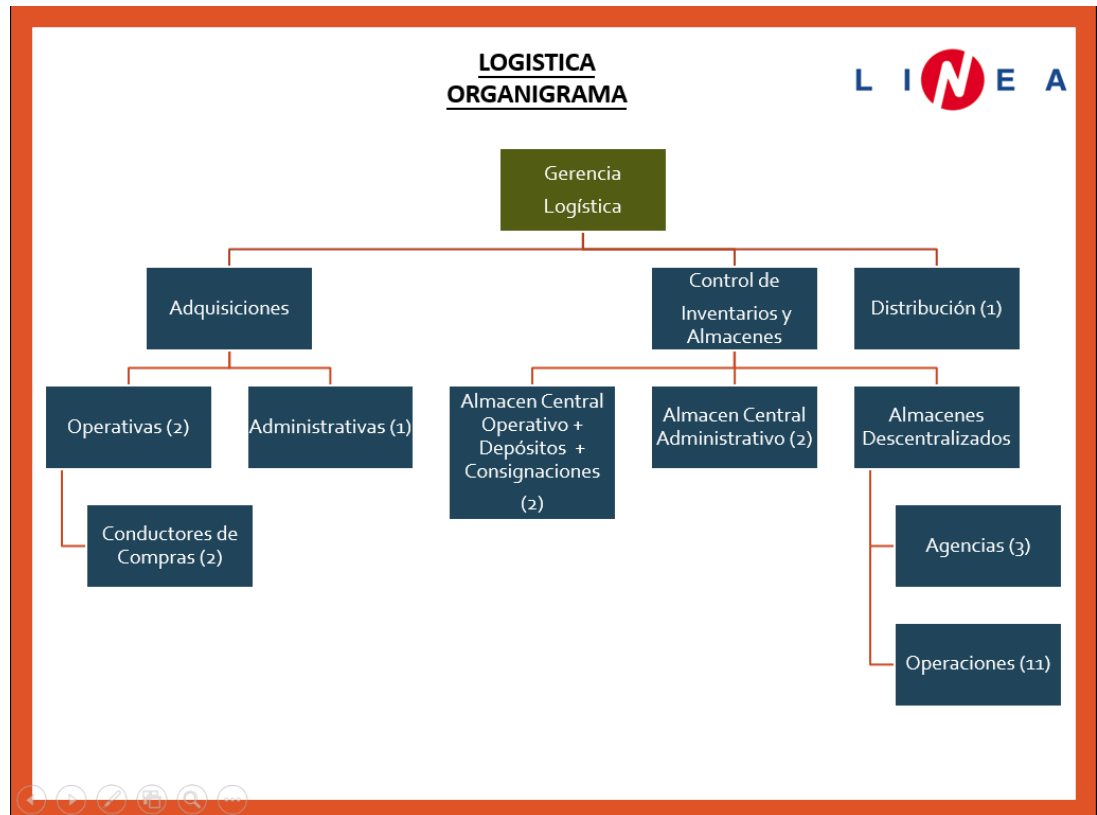 LOGISTICA
ORGANIGRAMA
L I N E A
Gerencia
Logística
Adquisiciones
Control de
Inventarios y
Almacenes
Distribución (1)
Operativas (2)
Administrativas (1)
Almacen Central
Operativo +
Depósitos +
Consignaciones
(2)
Almacen Central
Administrativo (2)
Almacenes
Descentralizados
Conductores de
Compras (2)
Agencias (3)
Operaciones (11)